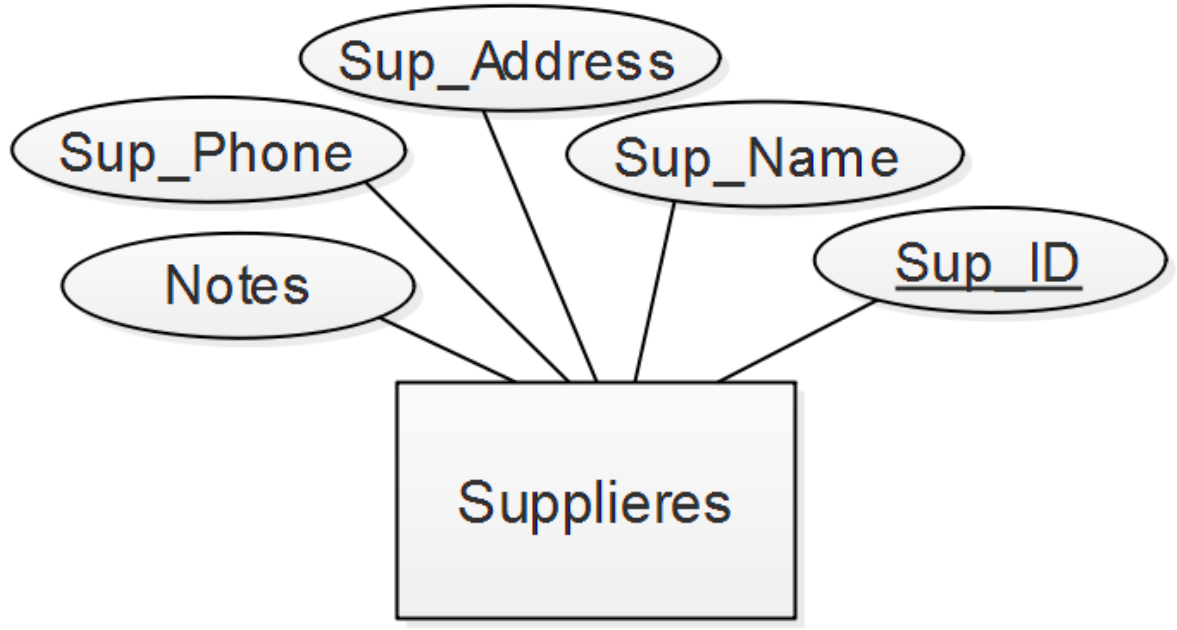 Sup_Address
Sup_Phone
Sup_Name
Notes
Sup_ID
Supplieres